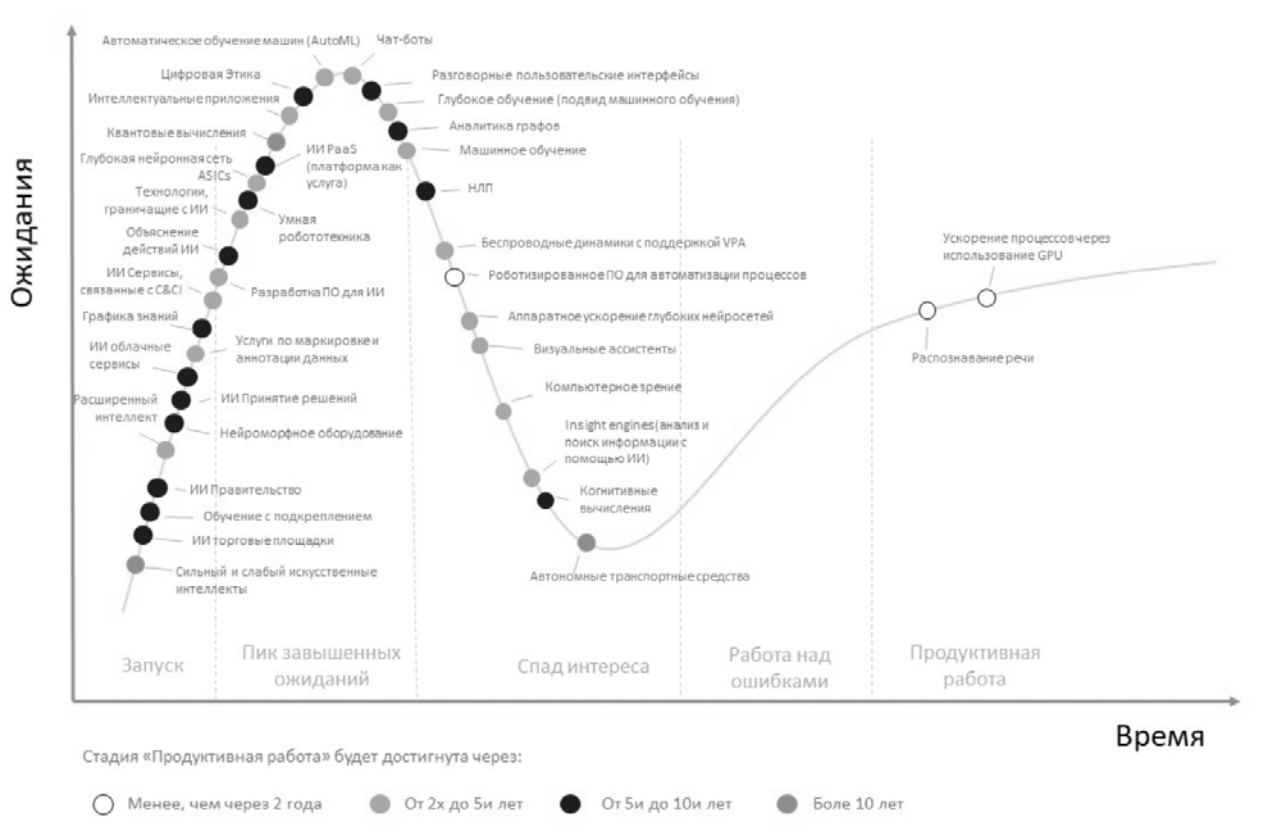 Автоматическое обучение машин (AutoML)
Чат-боты
Цифровая Этика
Разговорные пользовательские интерфейсы
Интеллектуальные приложения
Глубокое обучение (подвид машинного обучения)
Квантовые вычисления
Аналитика графов
Глубокая нейронная сеть
ASICs
ИИ PaaS
(платформа как
услуга)
Машинное обучение
Технологии,
граничащие с ИИ
НЛП
Умная
робототехника
Объяснение
действий ИИ
Беспроводные динамики с поддержкой VPA
Ускорение процессов через
использование GPU
ИИ Сервисы,
связанные с C&CI
Роботизированное ПО для автоматизации процессов
Разработка ПО для ИИ
Графика знаний
Аппаратное ускорение глубоких нейросетей
ИИ облачные
сервисы
Услуги по маркировке и
аннотации данных
Визуальные ассистенты
Распознавание речи
Расширенный
интеллект
ИИ Принятие решений
Компьютерное зрение
Нейроморфное оборудование
Insight engines(анализ и
поиск информации с
помощью ИИ)
ИИ Правительство
Когнитивные
вычисления
Обучение с подкреплением
ИИ торговые площадки
Сильный и слабый искусственные
интеллекты
Автономные транспортные средства
Ожидания
Запуск
Пик завышенных
ожиданий
Спад интереса
Работа над
ошибками
Продуктивная
работа
Время
Стадия «Продуктивная работа» будет достигнута через:
Менее, чем через 2 года
От 2х до 5и лет
От 5и до 10и лет
Боле 10 лет